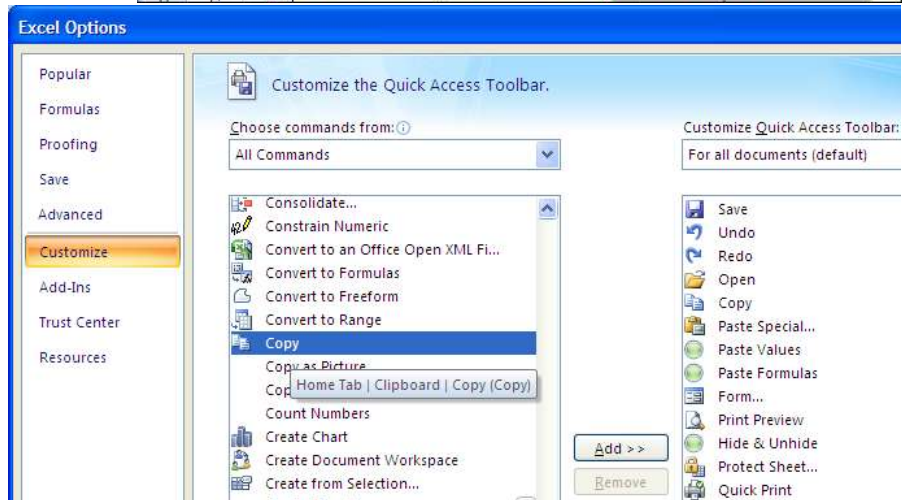 Excel Options
Popular
Formulas
Proofing
Save
Advanced
Customize
Add-Ins
Trust Center
Resources
Customize the Quick Access Toolbar.
Choose commands from:
All Commands
Consolidate...
Constrain Numeric
Convert to an Office Open XML Fi...
Convert to Formulas
Convert to Freeform
Convert to Range
Copy
Copy as Picture
Cop
Home Tab | Clipboard | Copy (Copy)
Count Numbers
Create Chart
Create Document Workspace
Create from Selection...
Add >>
Remove
Customize Quick Access Toolbar:
For all documents (default)
Save
Undo
Redo
Open
Copy
Paste Special...
Paste Values
Paste Formulas
Form...
Print Preview
Hide & Unhide
Protect Sheet...
Quick Print